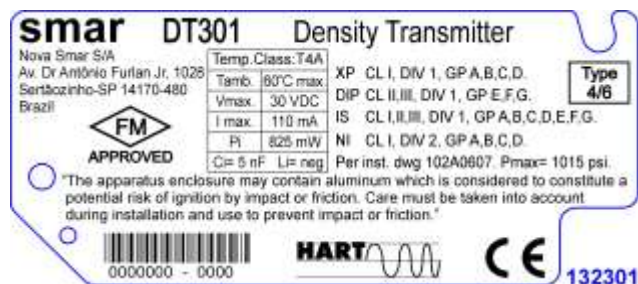 smar DT301 Density Transmitter
Nova Smar S/A
Av. Dr Antônio Furlan Jr, 1028
Sertãozinho-SP 14170-480
Brazil
FM
APPROVED
Temp.Class:T4A
Tamb. 60°C max
Vmax. 30 VDC
I max. 110 mA
Pi 825 mW
Ci= 5 nF Li= neg
XP CL I, DIV 1, GP A,B,C,D.
DIP CL II,III, DIV 1, GP E,F,G.
IS CL I,II,III, DIV 1, GP A,B,C,D,E,F,G.
NI CL I, DIV 2, GP A,B,C,D.
Type
4/6
Per inst. dwg 102A0607. Pmax= 1015 psi.
"The apparatus enclosure may contain aluminum which is considered to constitute a
potential risk of ignition by impact or friction. Care must be taken into account
during installation and use to prevent impact or friction."
0000000 - 0000
HART
CE
132301